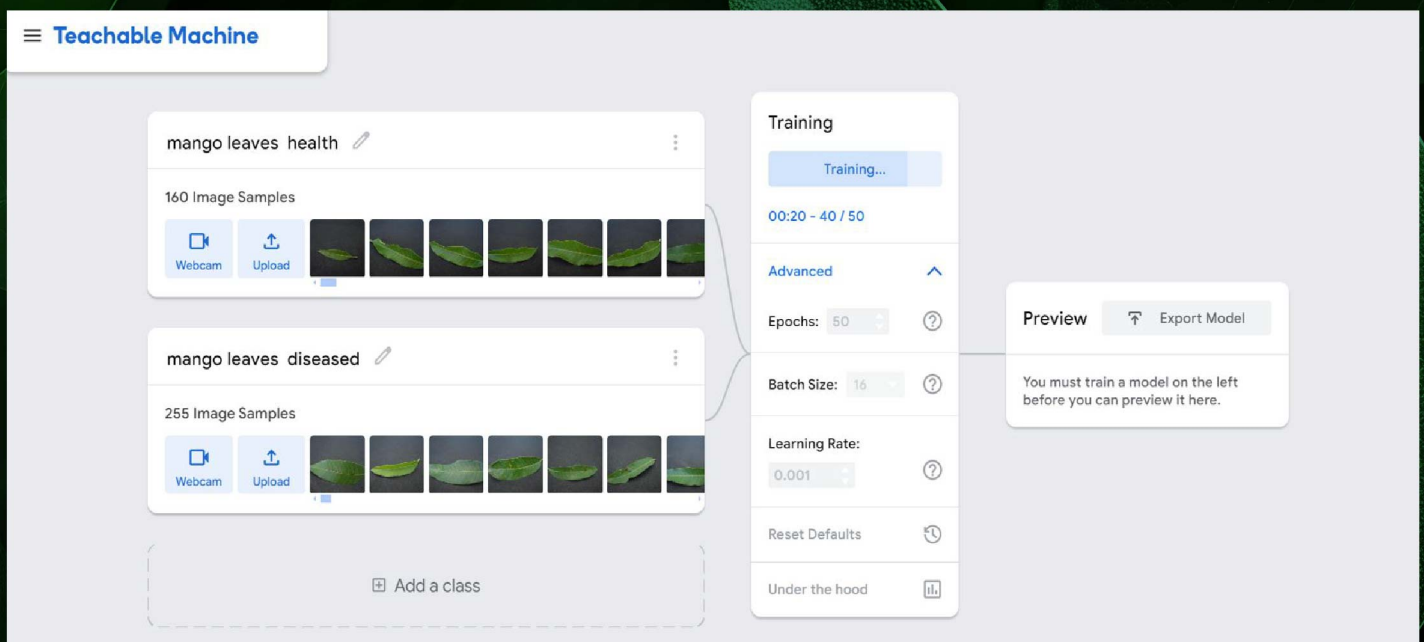 Teachable Machine
mango leaves health
160 Image Samples
Webcam
Upload
mango leaves diseased
255 Image Samples
Webcam
Upload
Add a class
Training
Training...
00:20 - 40 / 50
Advanced
Epochs: 50
Batch Size: 16
Learning Rate:
0.001
Reset Defaults
Under the hood
Preview
Export Model
You must train a model on the left
before you can preview it here.